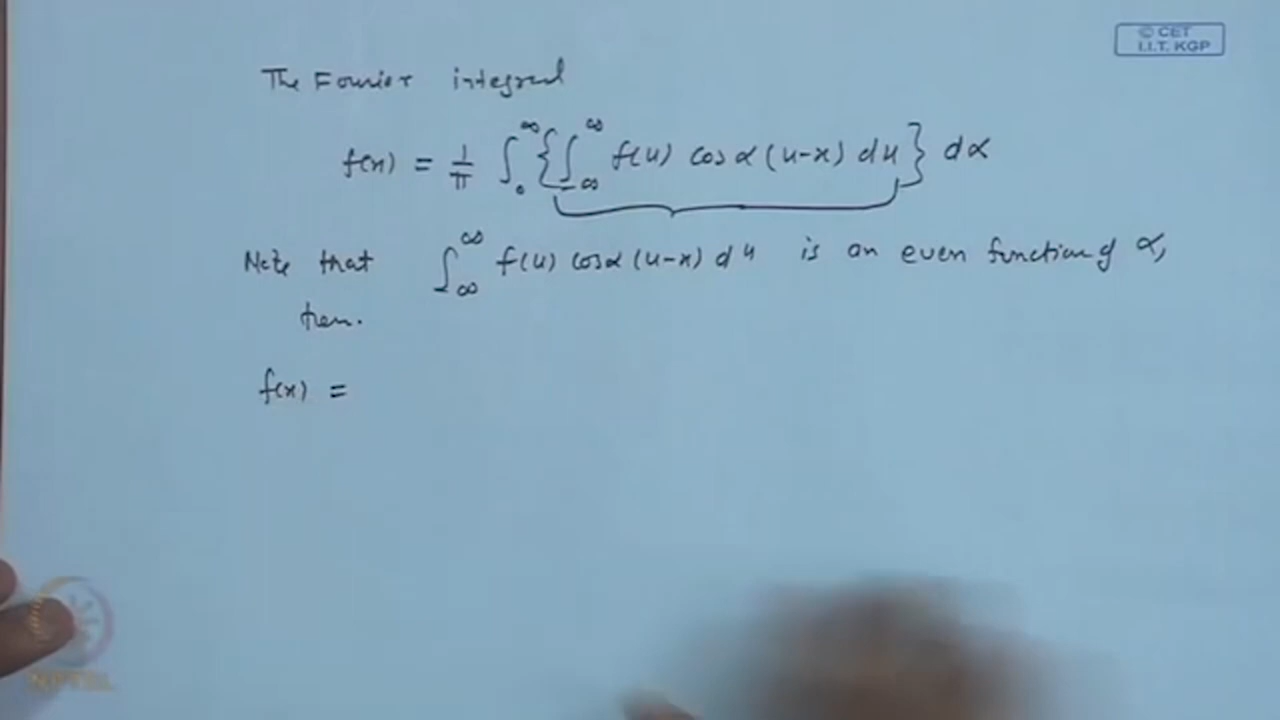 © CET
I.I.T. KGP
The Fourier integral
f(x) = 1/π ∫₀^∞ { ∫_{-∞}^∞ f(u) cos α (u-x) du } dα
Note that ∫_{-∞}^∞ f(u) cos α (u-x) du is an even function of α,
then.
f(x) =
NPTEL